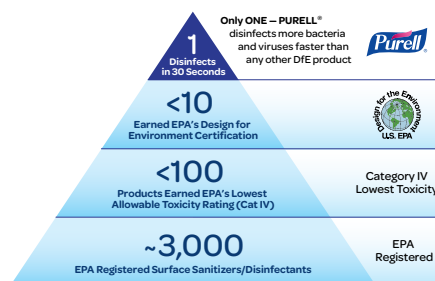 Only ONE — PURELL®
disinfects more bacteria
and viruses faster than
any other DfE product
1
Disinfects
in 30 Seconds
Purell®
<10
Earned EPA's Design for
Environment Certification
Design for the Environment
U.S. EPA
<100
Products Earned EPA's Lowest
Allowable Toxicity Rating (Cat IV)
Category IV
Lowest Toxicity
~3,000
EPA Registered Surface Sanitizers/Disinfectants
EPA
Registered